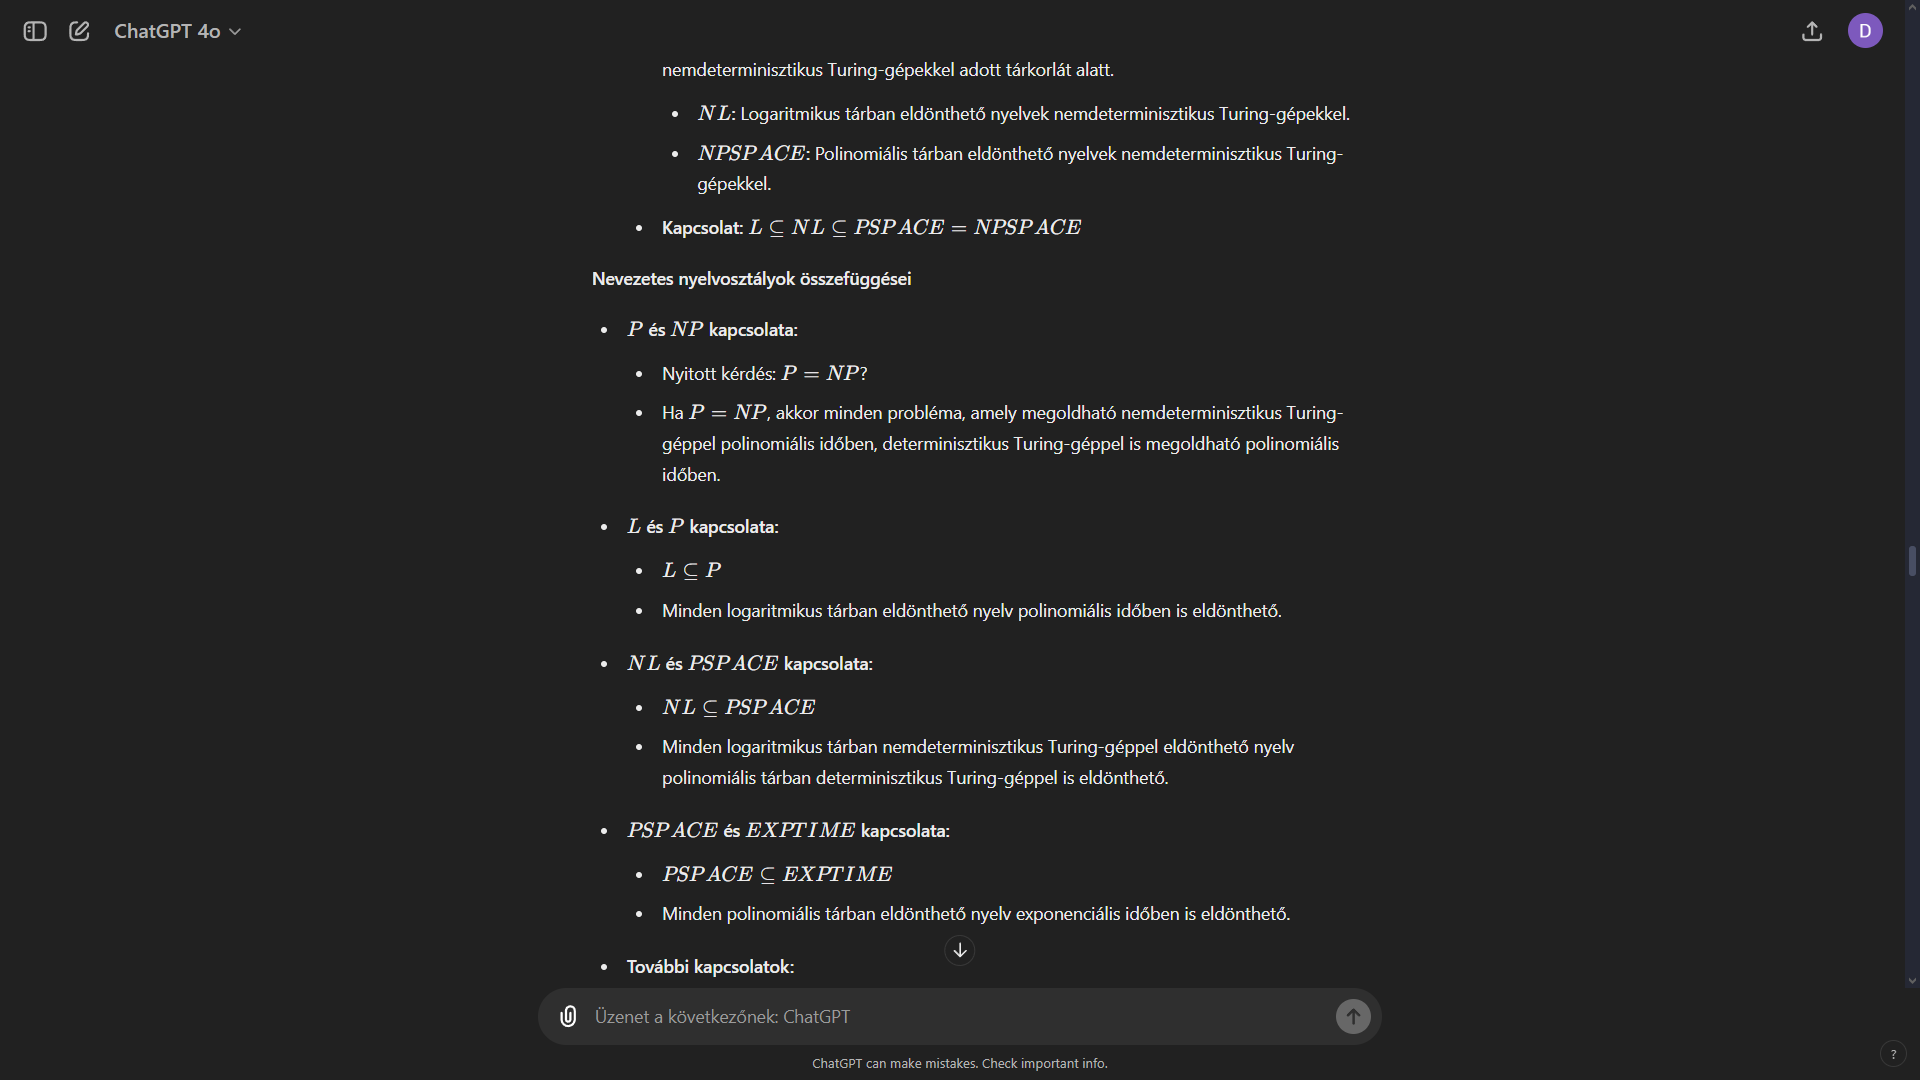 ChatGPT 4o
D
nemdeterminisztikus Turing-gépekkel adott tárkorlát alatt.
• NL: Logaritmikus tárban eldönthető nyelvek nemdeterminisztikus Turing-gépekkel.
• NPSPACE: Polinomiális tárban eldönthető nyelvek nemdeterminisztikus Turing-
gépekkel.
• Kapcsolat: L ⊆ NL ⊆ PSPACE = NPSPACE
Nevezetes nyelvosztályok összefüggései
• P és NP kapcsolata:
• Nyitott kérdés: P = NP?
• Ha P = NP, akkor minden probléma, amely megoldható nemdeterminisztikus Turing-
géppel polinomiális időben, determinisztikus Turing-géppel is megoldható polinomiális
időben.
• L és P kapcsolata:
• L ⊆ P
• Minden logaritmikus tárban eldönthető nyelv polinomiális időben is eldönthető.
• NL és PSPACE kapcsolata:
• NL ⊆ PSPACE
• Minden logaritmikus tárban nemdeterminisztikus Turing-géppel eldönthető nyelv
polinomiális tárban determinisztikus Turing-géppel is eldönthető.
• PSPACE és EXPTIME kapcsolata:
• PSPACE ⊆ EXPTIME
• Minden polinomiális tárban eldönthető nyelv exponenciális időben is eldönthető.
• További kapcsolatok:
Üzenet a következőnek: ChatGPT
ChatGPT can make mistakes. Check important info.
?